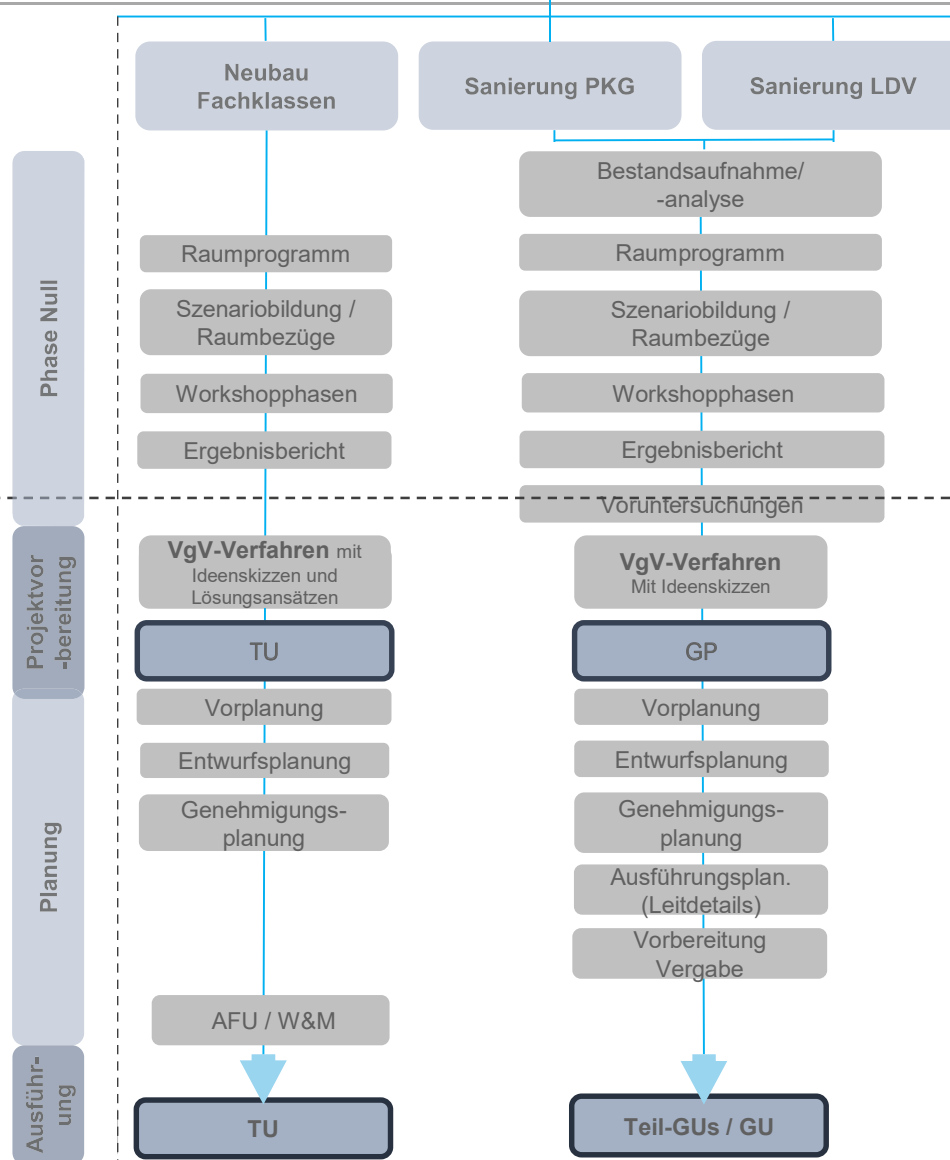 Neubau
Fachklassen
Sanierung PKG
Sanierung LDV
Phase Null
Bestandsaufnahme/
-analyse
Raumprogramm
Raumprogramm
Szenariobildung /
Raumbezüge
Szenariobildung /
Raumbezüge
Workshopphasen
Workshopphasen
Ergebnisbericht
Ergebnisbericht
Voruntersuchungen
Projektvor
-bereitung
VgV-Verfahren mit
Ideenskizzen und
Lösungsansätzen
VgV-Verfahren
Mit Ideenskizzen
TU
GP
Planung
Vorplanung
Vorplanung
Entwurfsplanung
Entwurfsplanung
Genehmigungs-
planung
Genehmigungs-
planung
Ausführungsplan.
(Leitdetails)
Vorbereitung
Vergabe
AFU / W&M
Ausführ-
ung
TU
Teil-GUs / GU